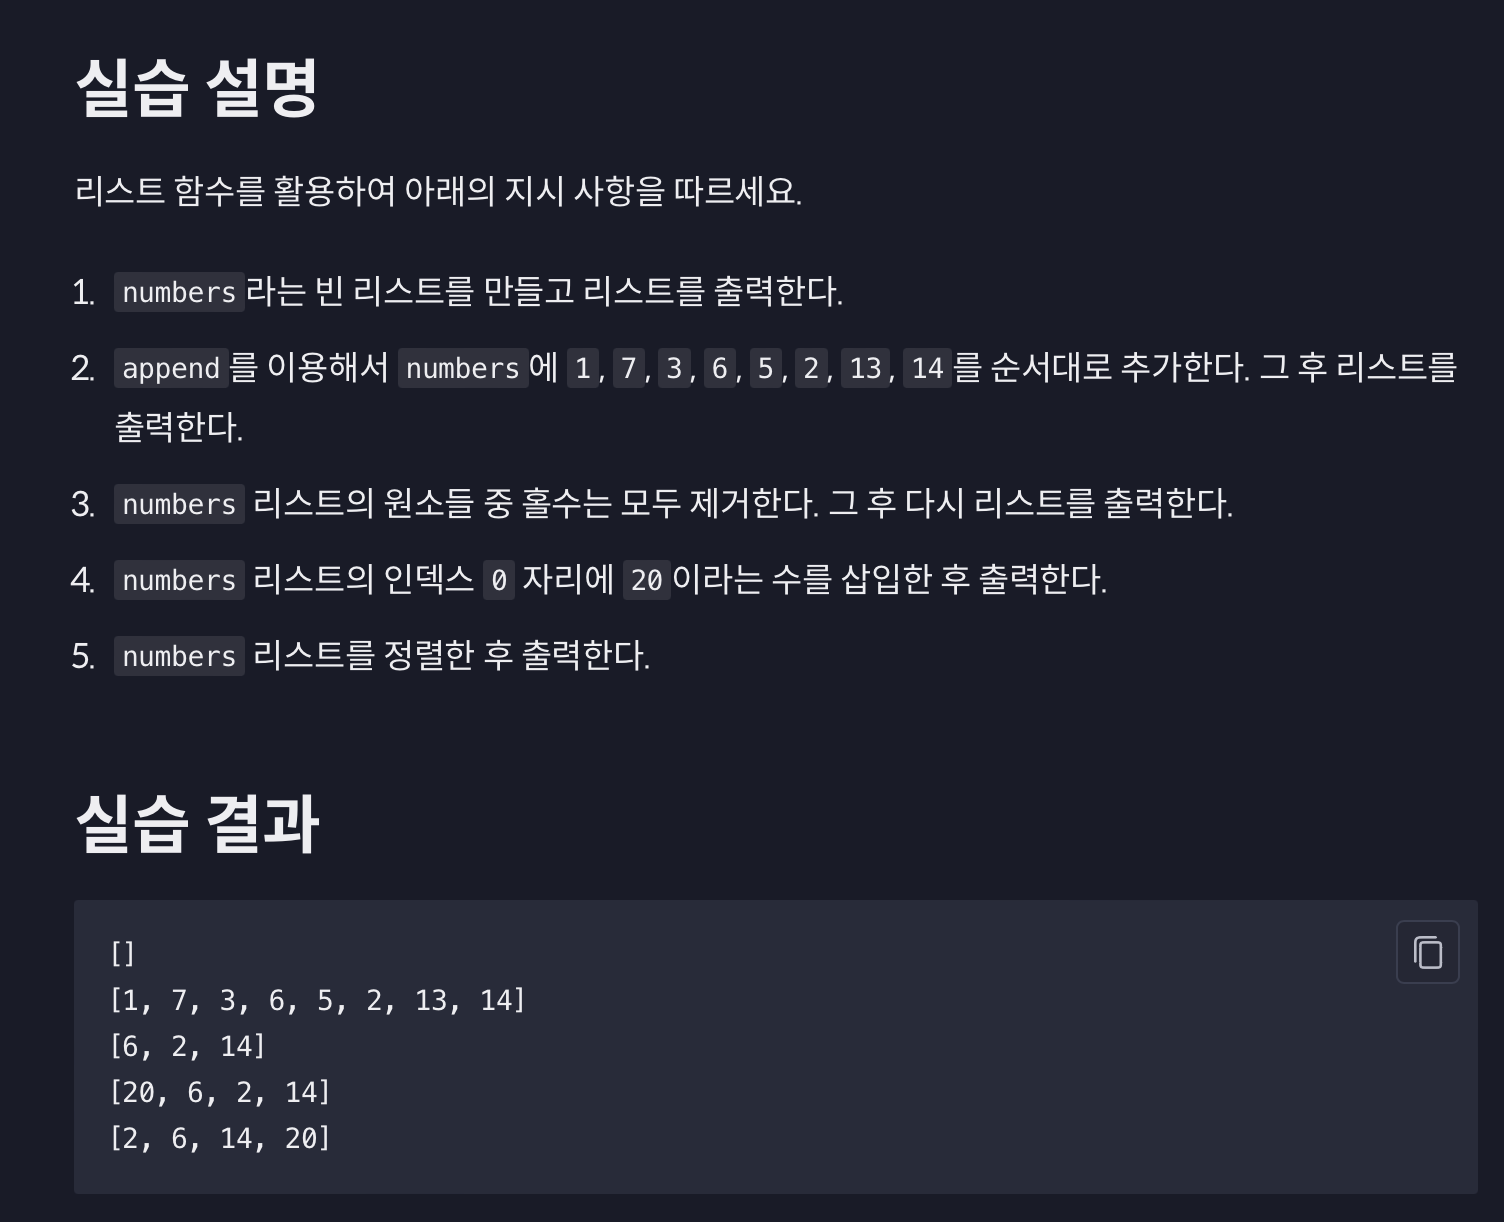 실습 설명
리스트 함수를 활용하여 아래의 지시 사항을 따르세요.
1. numbers라는 빈 리스트를 만들고 리스트를 출력한다.
2. append를 이용해서 numbers에 1, 7, 3, 6, 5, 2, 13, 14를 순서대로 추가한다. 그 후 리스트를
출력한다.
3. numbers 리스트의 원소들 중 홀수는 모두 제거한다. 그 후 다시 리스트를 출력한다.
4. numbers 리스트의 인덱스 0 자리에 20이라는 수를 삽입한 후 출력한다.
5. numbers 리스트를 정렬한 후 출력한다.
실습 결과
[]
[1, 7, 3, 6, 5, 2, 13, 14]
[6, 2, 14]
[20, 6, 2, 14]
[2, 6, 14, 20]